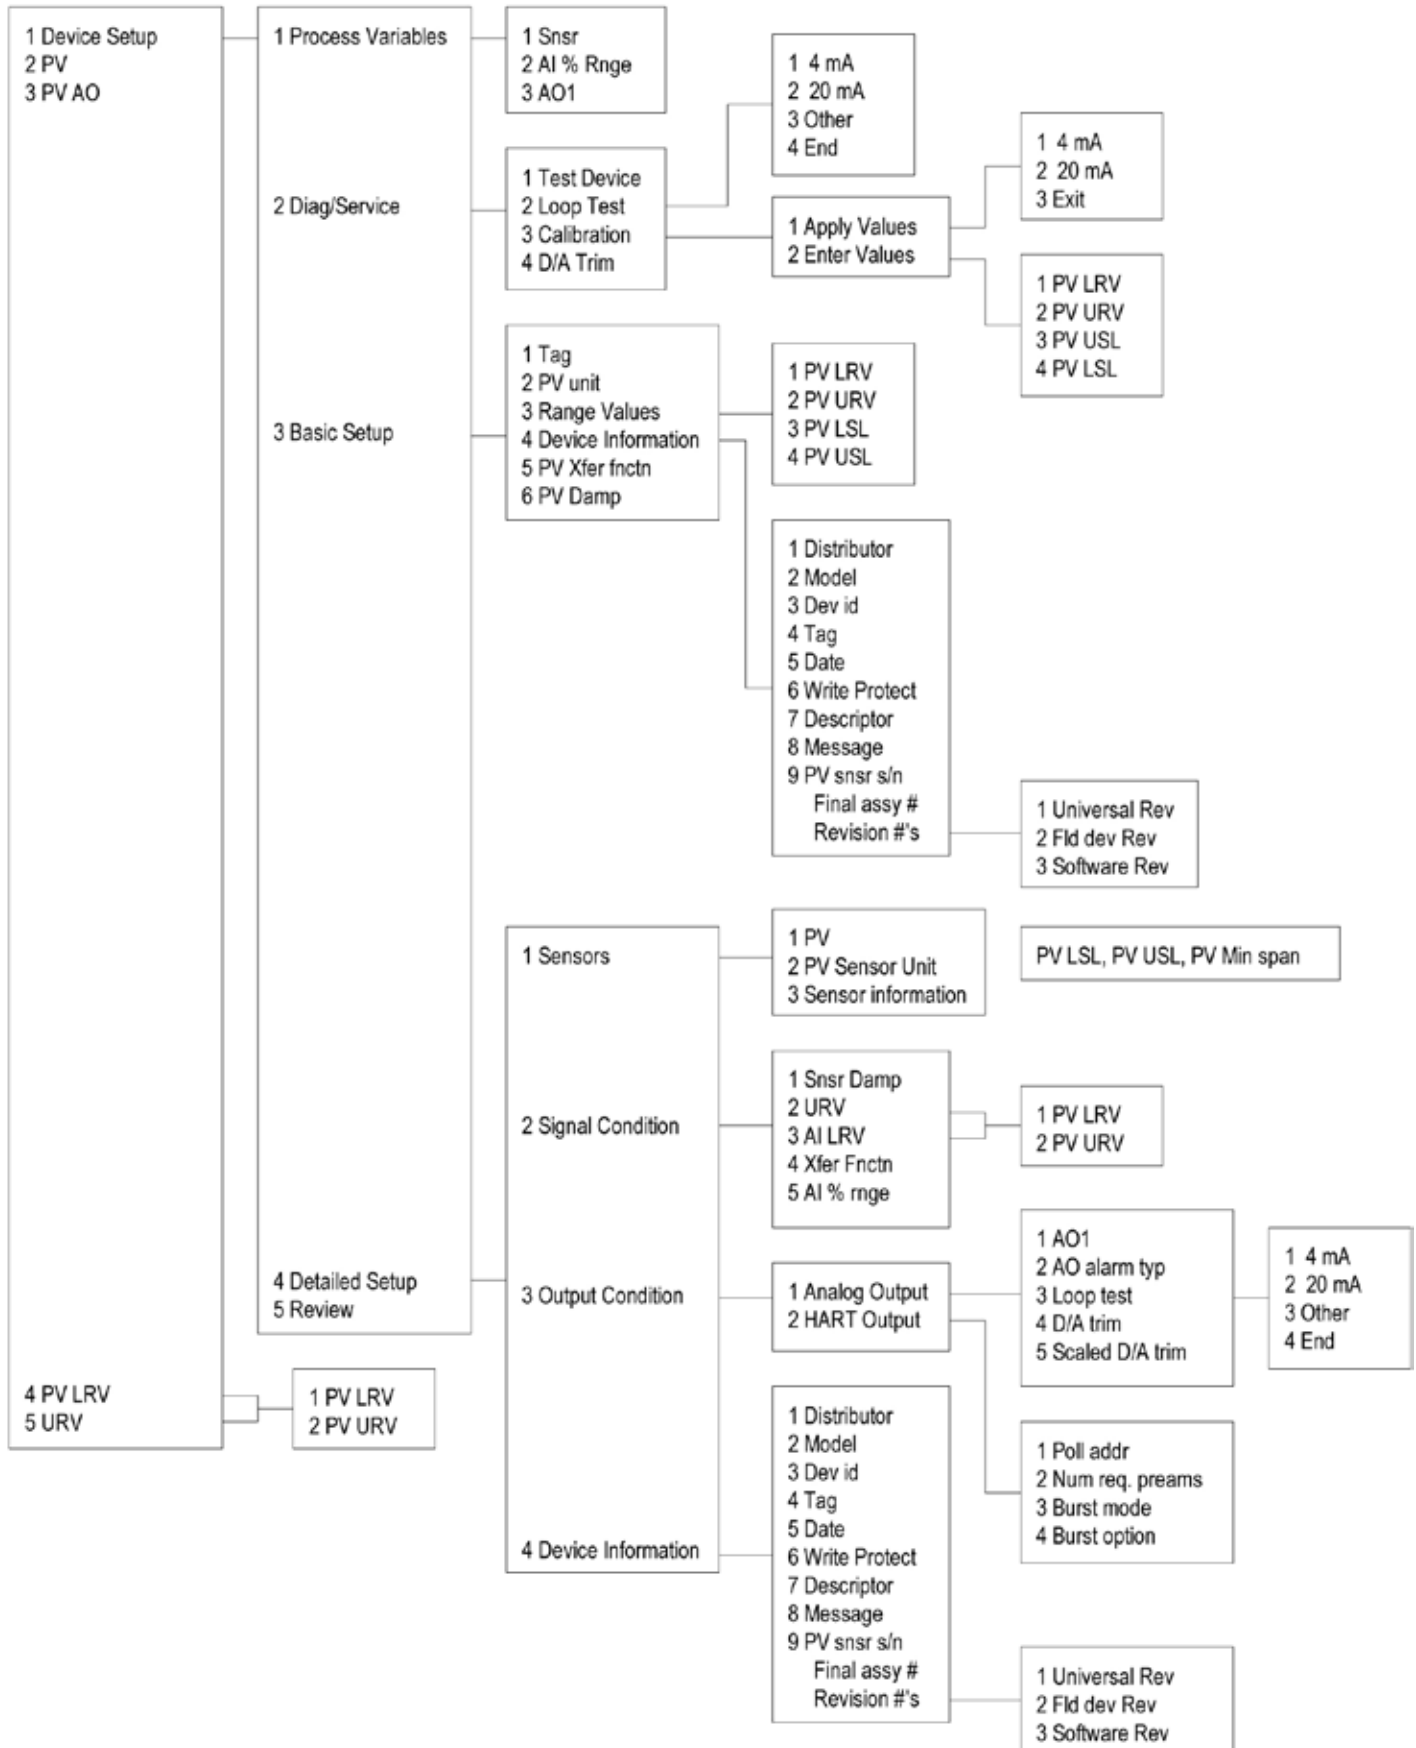 1 Device Setup
2 PV
3 PV AO
4 PV LRV
5 URV
1 PV LRV
2 PV URV
1 Process Variables
2 Diag/Service
3 Basic Setup
4 Detailed Setup
5 Review
1 Snsr
2 AI % Rnge
3 AO1
1 Test Device
2 Loop Test
3 Calibration
4 D/A Trim
1 4 mA
2 20 mA
3 Other
4 End
1 Apply Values
2 Enter Values
1 4 mA
2 20 mA
3 Exit
1 PV LRV
2 PV URV
3 PV USL
4 PV LSL
1 Tag
2 PV unit
3 Range Values
4 Device Information
5 PV Xfer fnctn
6 PV Damp
1 PV LRV
2 PV URV
3 PV LSL
4 PV USL
1 Distributor
2 Model
3 Dev id
4 Tag
5 Date
6 Write Protect
7 Descriptor
8 Message
9 PV snsr s/n
Final assy #
Revision #'s
1 Universal Rev
2 Fld dev Rev
3 Software Rev
1 Sensors
2 Signal Condition
3 Output Condition
4 Device Information
1 PV
2 PV Sensor Unit
3 Sensor information
PV LSL, PV USL, PV Min span
1 Snsr Damp
2 URV
3 AI LRV
4 Xfer Fnctn
5 AI % rnge
1 PV LRV
2 PV URV
1 Analog Output
2 HART Output
1 AO1
2 AO alarm typ
3 Loop test
4 D/A trim
5 Scaled D/A trim
1 4 mA
2 20 mA
3 Other
4 End
1 Poll addr
2 Num req. preams
3 Burst mode
4 Burst option
1 Distributor
2 Model
3 Dev id
4 Tag
5 Date
6 Write Protect
7 Descriptor
8 Message
9 PV snsr s/n
Final assy #
Revision #'s
1 Universal Rev
2 Fld dev Rev
3 Software Rev